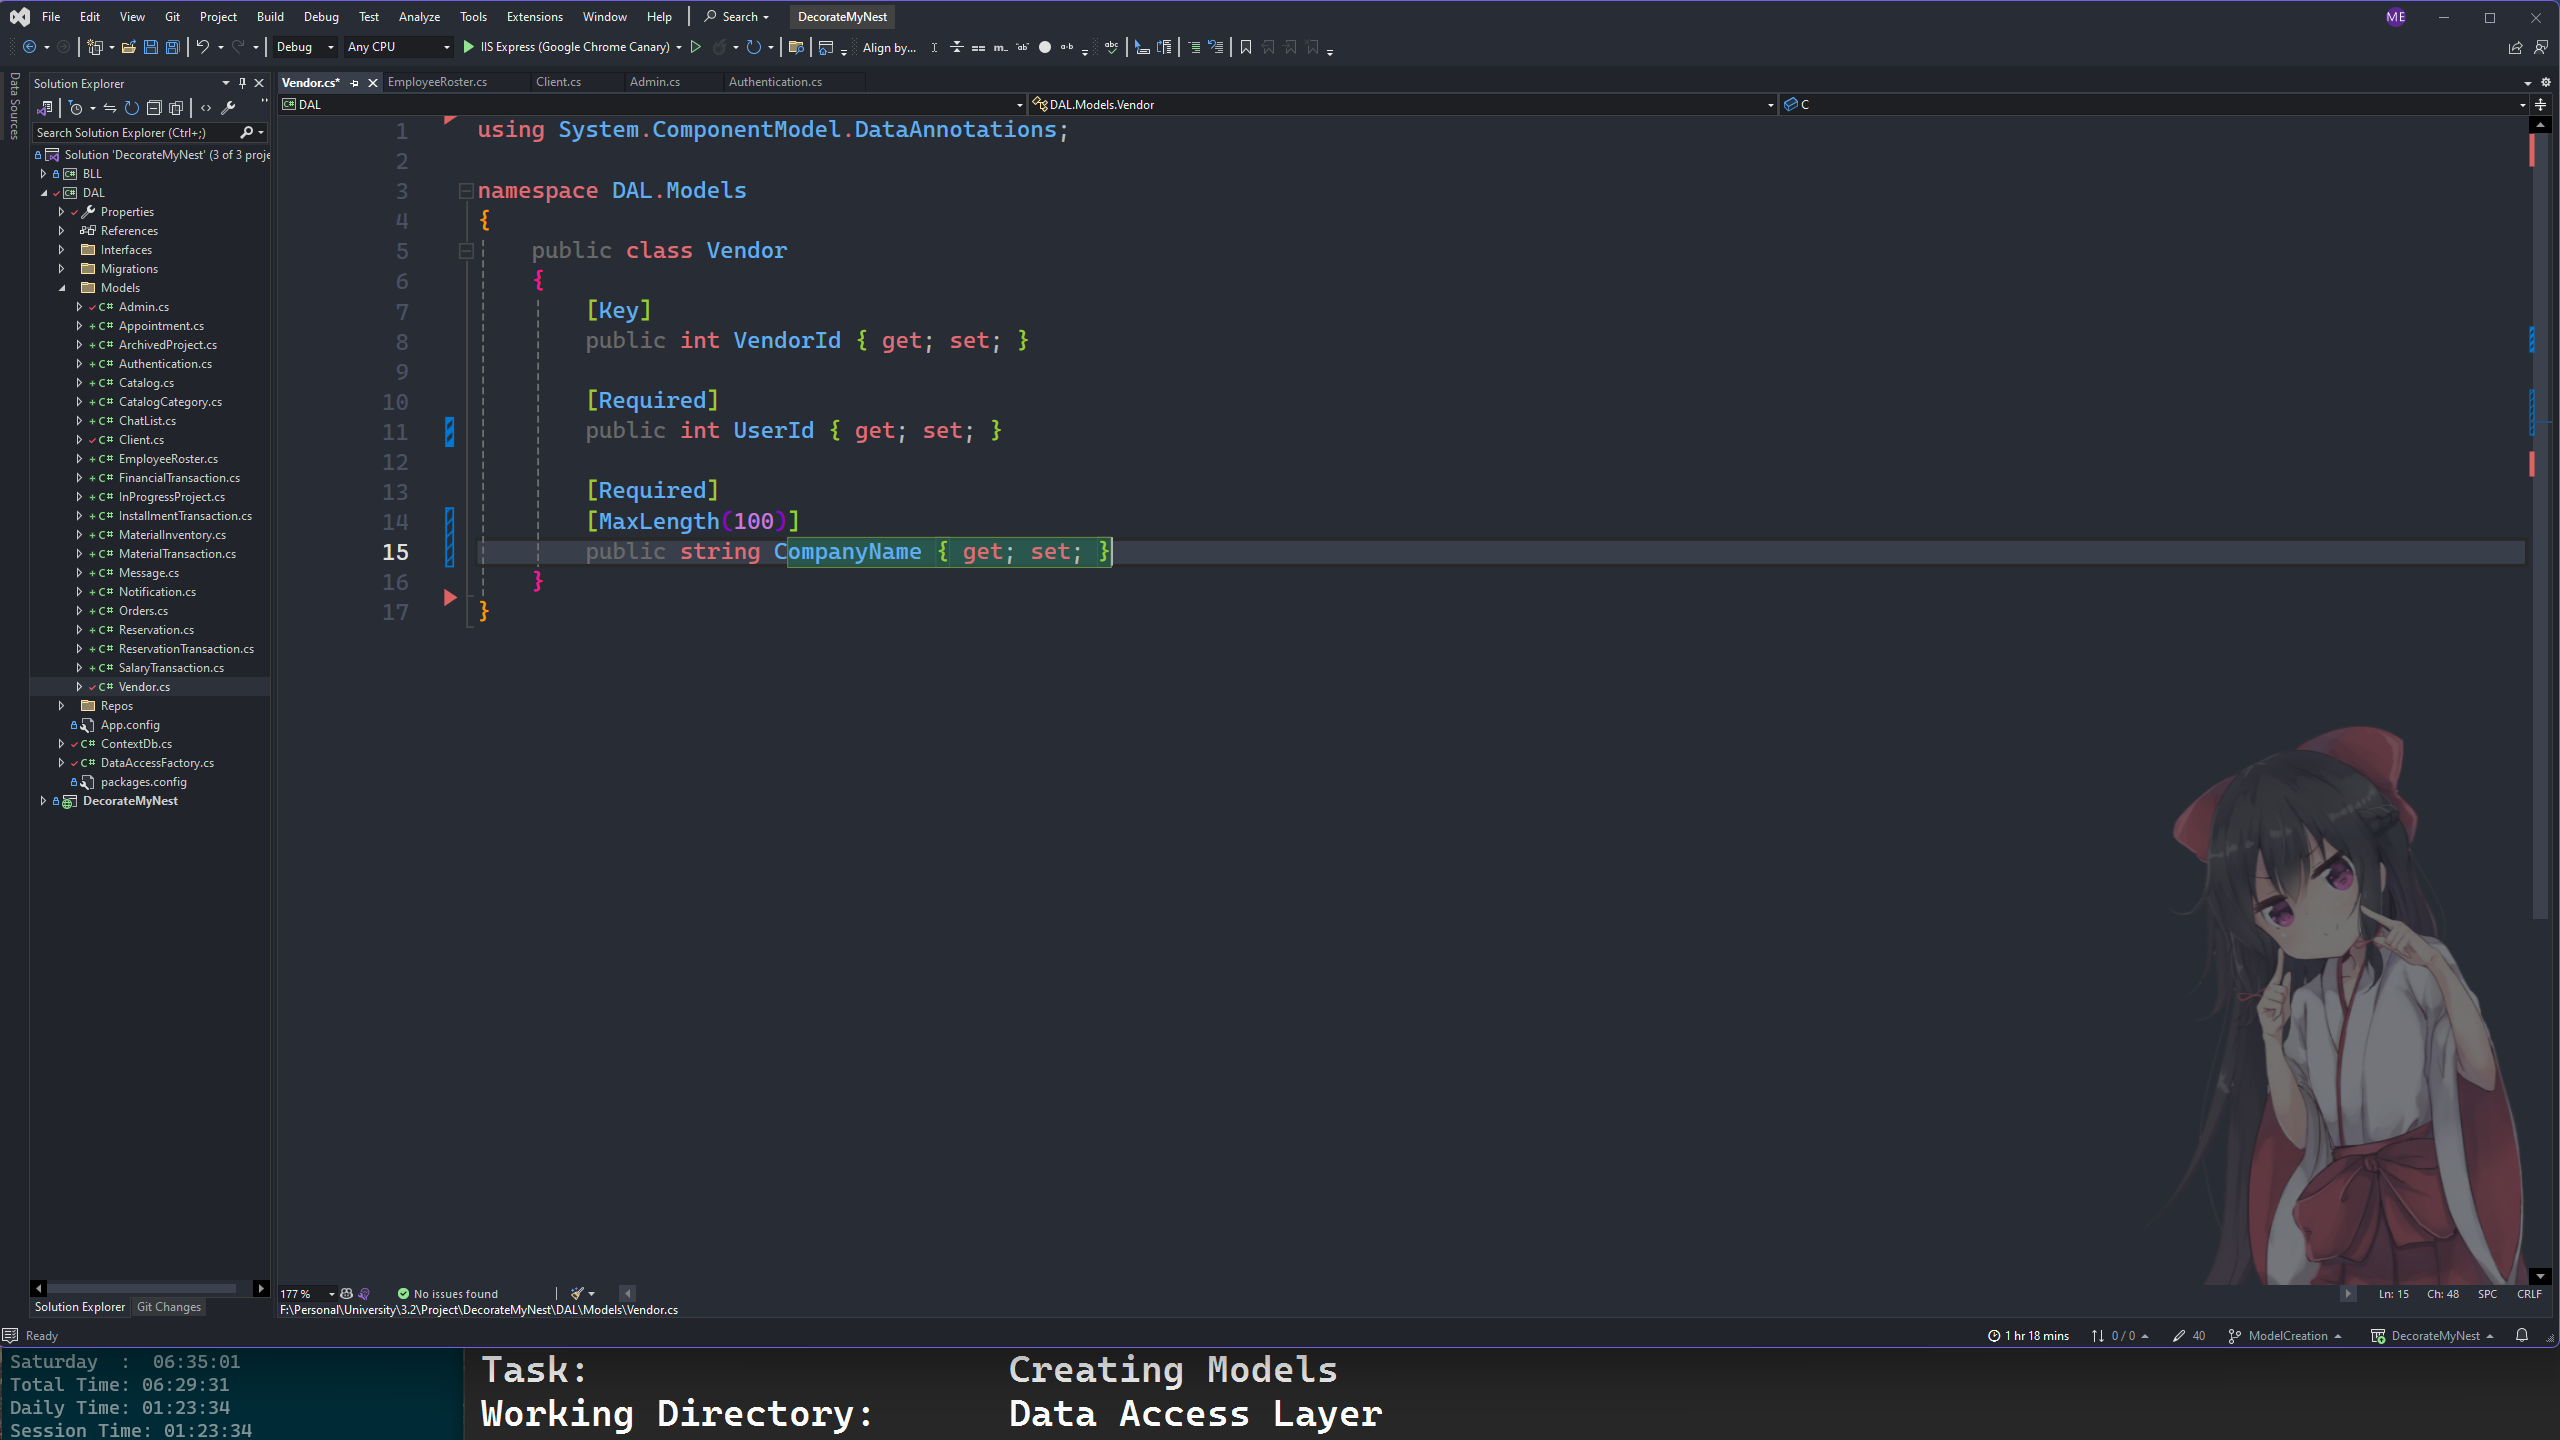 File Edit View Git Project Build Debug Test Analyze Tools Extensions Window Help Search DecorateMyNest ME
Debug Any CPU IIS Express (Google Chrome Canary) Align by...
Data Sources
Solution Explorer
Search Solution Explorer (Ctrl+;)
Solution 'DecorateMyNest' (3 of 3 proje
BLL
DAL
Properties
References
Interfaces
Migrations
Models
C# Admin.cs
C# Appointment.cs
C# ArchivedProject.cs
C# Authentication.cs
C# Catalog.cs
C# CatalogCategory.cs
C# ChatList.cs
C# Client.cs
C# EmployeeRoster.cs
C# FinancialTransaction.cs
C# InProgressProject.cs
C# InstallmentTransaction.cs
C# MaterialInventory.cs
C# MaterialTransaction.cs
C# Message.cs
C# Notification.cs
C# Orders.cs
C# Reservation.cs
C# ReservationTransaction.cs
C# SalaryTransaction.cs
C# Vendor.cs
Repos
App.config
C# ContextDb.cs
C# DataAccessFactory.cs
packages.config
DecorateMyNest
Solution Explorer Git Changes
Vendor.cs* EmployeeRoster.cs Client.cs Admin.cs Authentication.cs
C# DAL DAL.Models.Vendor C
1 using System.ComponentModel.DataAnnotations;
2
3 namespace DAL.Models
4 {
5 public class Vendor
6 {
7 [Key]
8 public int VendorId { get; set; }
9
10 [Required]
11 public int UserId { get; set; }
12
13 [Required]
14 [MaxLength(100)]
15 public string CompanyName { get; set; }
16 }
17 }
177 % No issues found Ln: 15 Ch: 48 SPC CRLF
F:\Personal\University\3.2\Project\DecorateMyNest\DAL\Models\Vendor.cs
Ready 1 hr 18 mins 0 / 0 40 ModelCreation DecorateMyNest
Saturday : 06:35:01
Total Time: 06:29:31
Daily Time: 01:23:34
Session Time: 01:23:34
Task: Creating Models
Working Directory: Data Access Layer